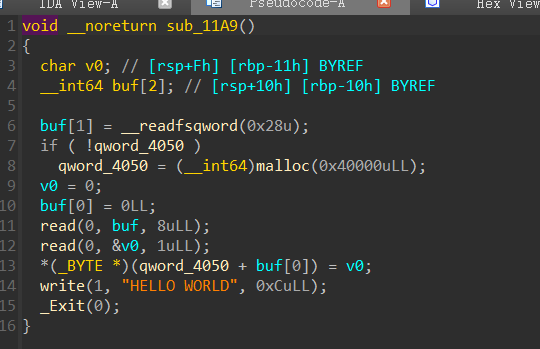 IDA View-A Pseudocode-A Hex View
1 void __noreturn sub_11A9()
2 {
3 char v0; // [rsp+Fh] [rbp-11h] BYREF
4 __int64 buf[2]; // [rsp+10h] [rbp-10h] BYREF
5
6 buf[1] = __readfsqword(0x28u);
7 if ( !qword_4050 )
8 qword_4050 = (__int64)malloc(0x40000uLL);
9 v0 = 0;
10 buf[0] = 0LL;
11 read(0, buf, 8uLL);
12 read(0, &v0, 1uLL);
13 *(_BYTE *)(qword_4050 + buf[0]) = v0;
14 write(1, "HELLO WORLD", 0xCuLL);
15 _Exit(0);
16 }